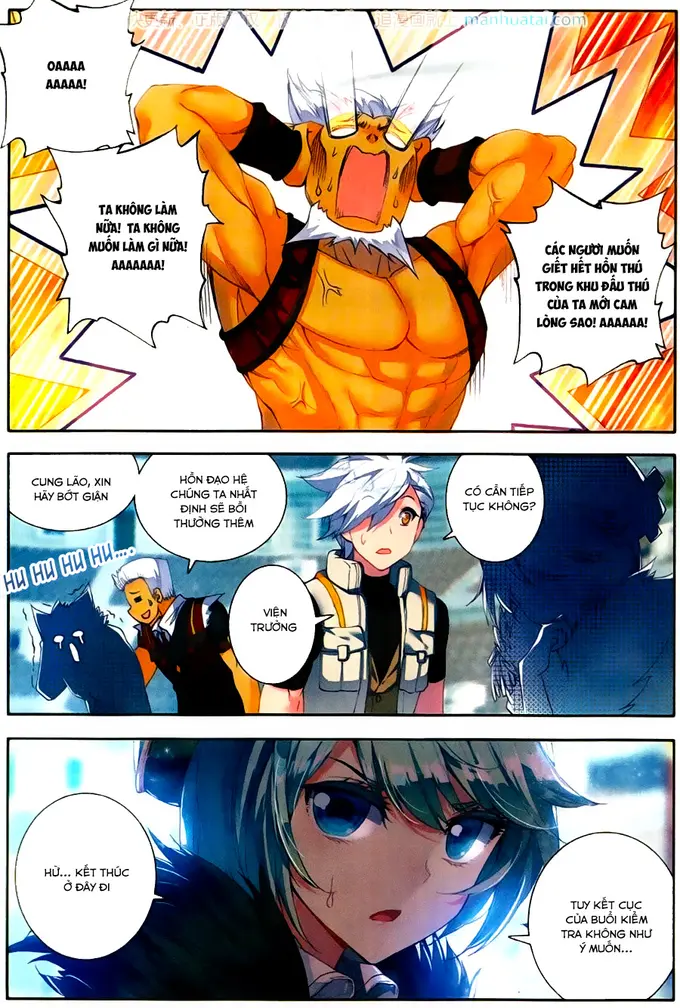 manhuatai.com
OAAAA
AAAAA!
TA KHÔNG LÀM
NỮA! TA KHÔNG
MUỐN LÀM GÌ NỮA!
AAAAAAA!
CÁC NGƯƠI MUỐN
GIẾT HẾT HỒN THÚ
TRONG KHU ĐẤU THÚ
CỦA TA MỚI CAM
LÒNG SAO! AAAAAA!
CUNG LÃO, XIN
HÃY BỚT GIẬN
HỒN ĐẠO HỆ
CHÚNG TA NHẤT
ĐỊNH SẼ BỒI
THƯỜNG THÊM
CÓ CẦN TIẾP
TỤC KHÔNG?
HU HU HU HU....
VIỆN
TRƯỞNG
HỪ... KẾT THÚC
Ở ĐÂY ĐI
TUY KẾT CỤC
CỦA BUỔI KIỂM
TRA KHÔNG NHƯ
Ý MUỐN...